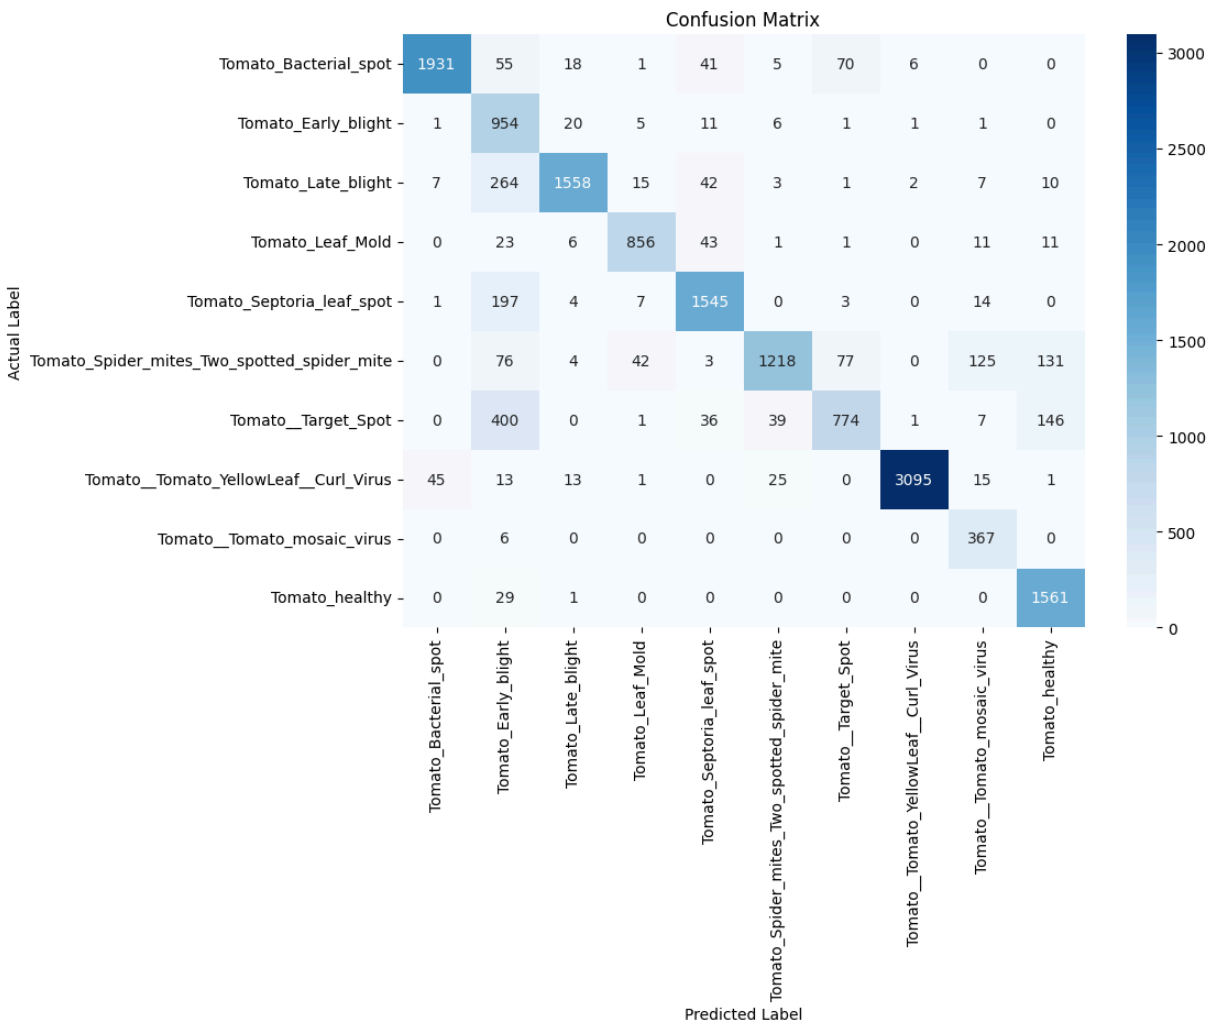 Confusion Matrix
Actual Label
Tomato_Bacterial_spot 1931 55 18 1 41 5 70 6 0 0
Tomato_Early_blight 1 954 20 5 11 6 1 1 1 0
Tomato_Late_blight 7 264 1558 15 42 3 1 2 7 10
Tomato_Leaf_Mold 0 23 6 856 43 1 1 0 11 11
Tomato_Septoria_leaf_spot 1 197 4 7 1545 0 3 0 14 0
Tomato_Spider_mites_Two_spotted_spider_mite 0 76 4 42 3 1218 77 0 125 131
Tomato__Target_Spot 0 400 0 1 36 39 774 1 7 146
Tomato__Tomato_YellowLeaf__Curl_Virus 45 13 13 1 0 25 0 3095 15 1
Tomato__Tomato_mosaic_virus 0 6 0 0 0 0 0 0 367 0
Tomato_healthy 0 29 1 0 0 0 0 0 0 1561
Tomato_Bacterial_spot
Tomato_Early_blight
Tomato_Late_blight
Tomato_Leaf_Mold
Tomato_Septoria_leaf_spot
Tomato_Spider_mites_Two_spotted_spider_mite
Tomato__Target_Spot
Tomato__Tomato_YellowLeaf__Curl_Virus
Tomato__Tomato_mosaic_virus
Tomato_healthy
Predicted Label
3000
2500
2000
1500
1000
500
0